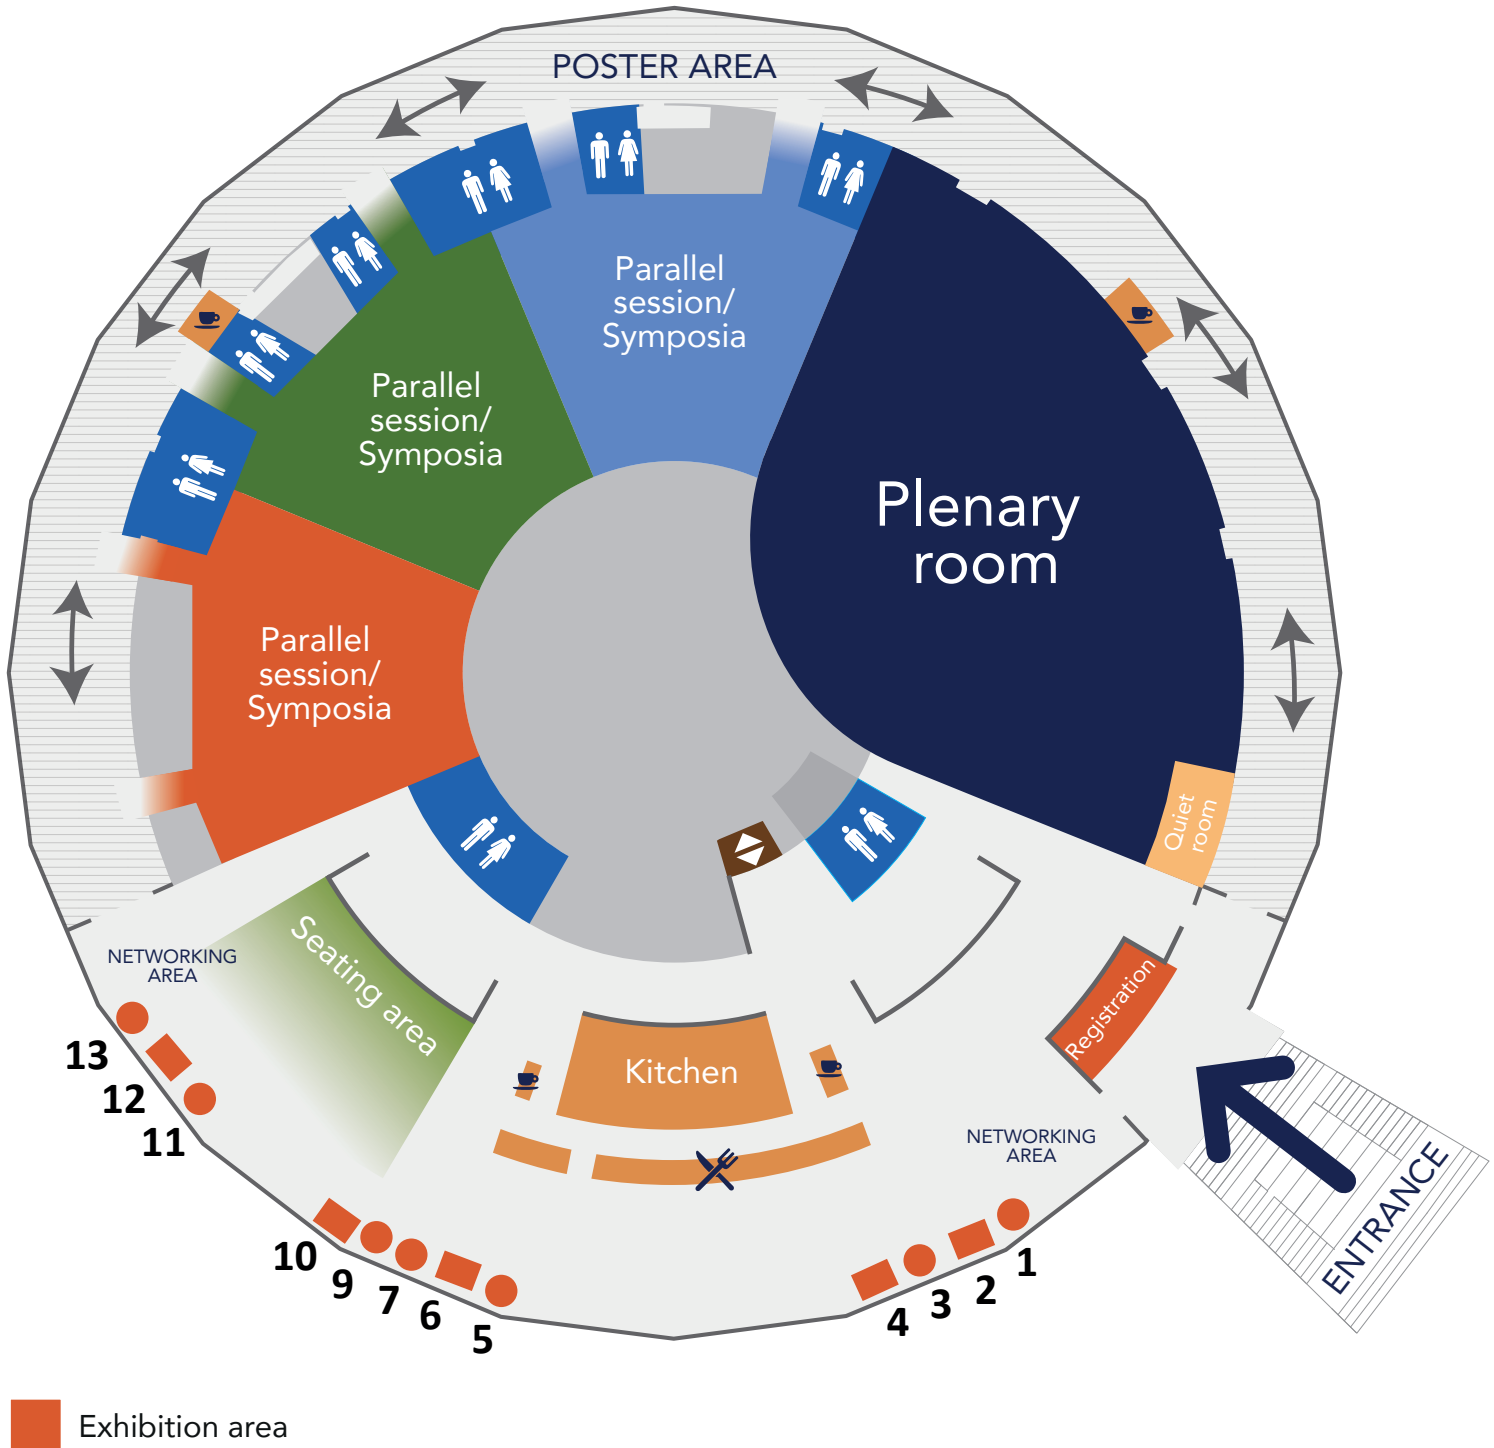 POSTER AREA
Parallel
session/
Symposia
Parallel
session/
Symposia
Plenary
room
Parallel
session/
Symposia
Quiet
room
Seating area
NETWORKING
AREA
Registration
Kitchen
NETWORKING
AREA
ENTRANCE
13
12
11
10
9
7
6
5
4
3
2
1
Exhibition area